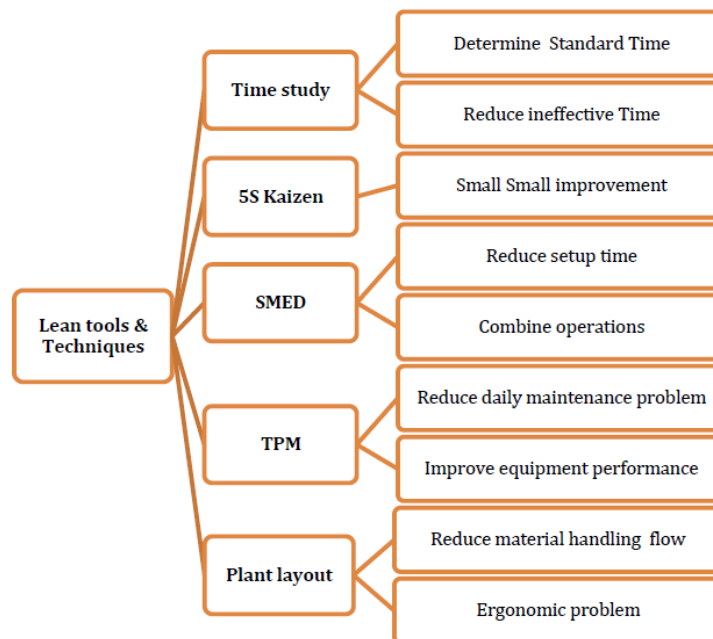 Determine Standard Time
Time study
Reduce ineffective Time
5S Kaizen
Small Small improvement
Reduce setup time
SMED
Combine operations
Lean tools &
Techniques
Reduce daily maintenance problem
TPM
Improve equipment performance
Reduce material handling flow
Plant layout
Ergonomic problem